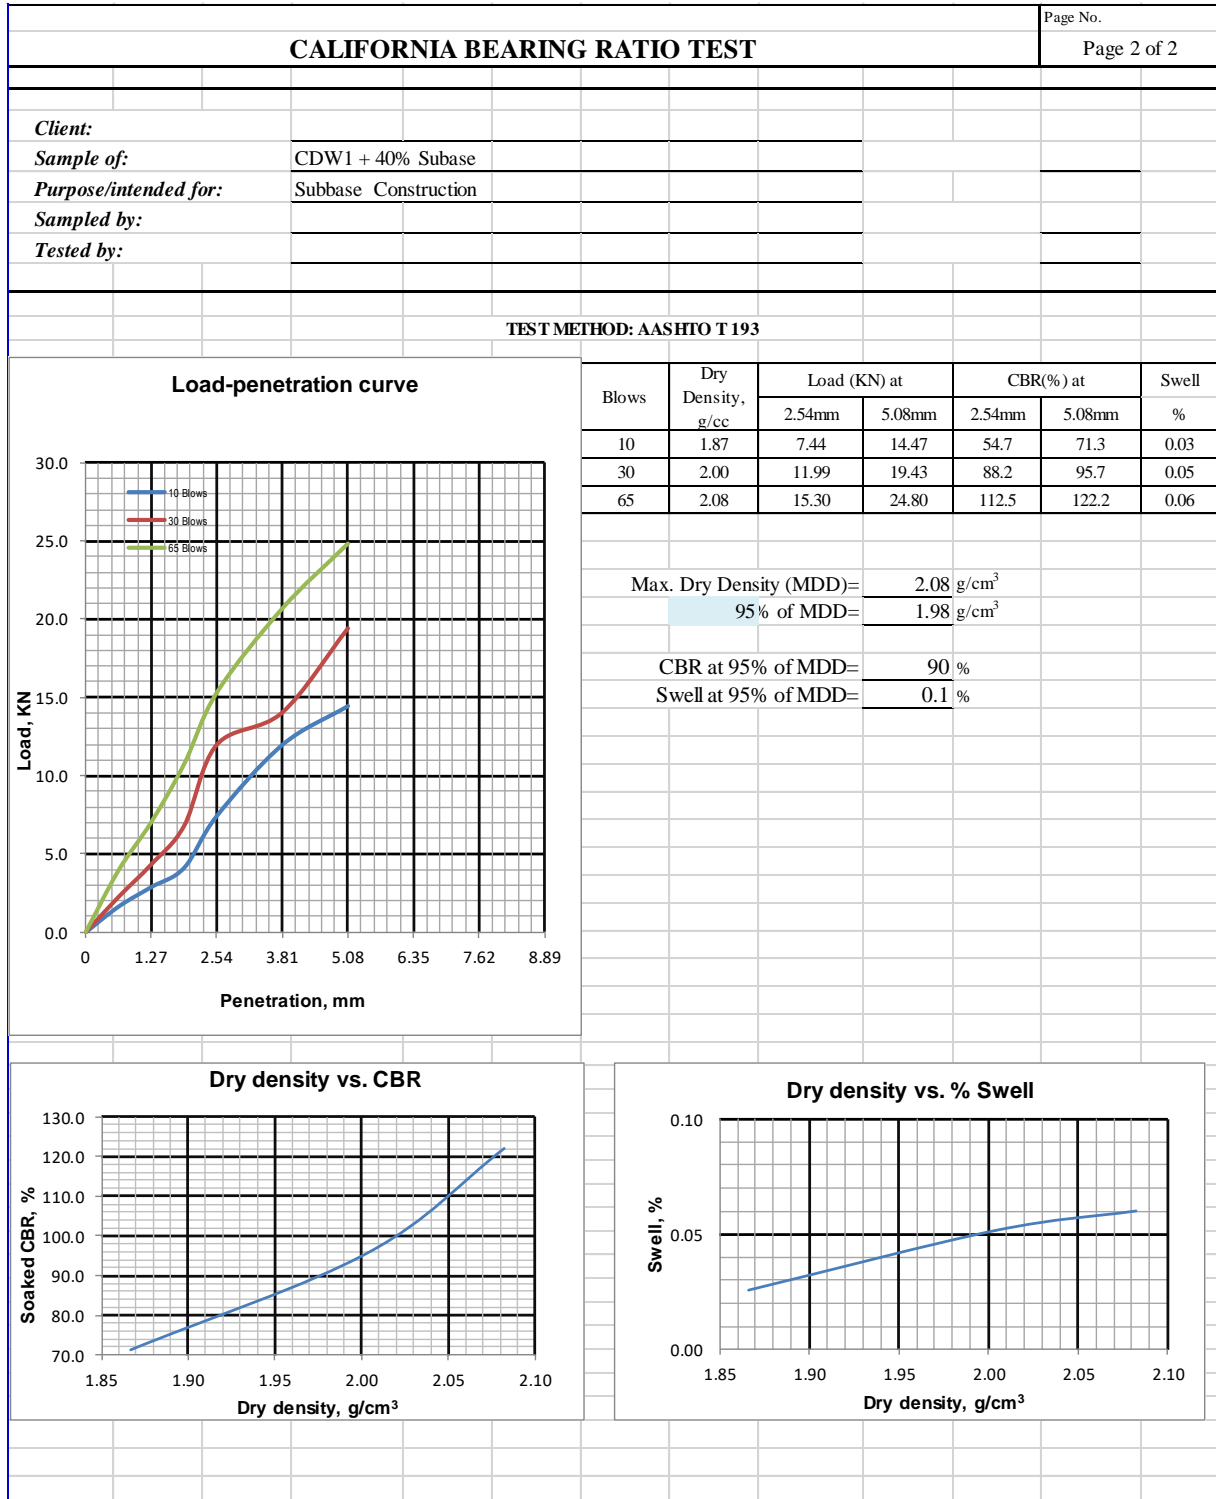 Page No.
CALIFORNIA BEARING RATIO TEST
Page 2 of 2
Client:
Sample of: CDW1 + 40% Subase
Purpose/intended for: Subbase Construction
Sampled by:
Tested by:
TEST METHOD: AASHTO T 193
Load-penetration curve
30.0
25.0
20.0
15.0
10.0
5.0
0.0
Load, KN
10 Blows
30 Blows
65 Blows
0 1.27 2.54 3.81 5.08 6.35 7.62 8.89
Penetration, mm
Blows Dry Density, g/cc Load (KN) at CBR(%) at Swell
2.54mm 5.08mm 2.54mm 5.08mm %
10 1.87 7.44 14.47 54.7 71.3 0.03
30 2.00 11.99 19.43 88.2 95.7 0.05
65 2.08 15.30 24.80 112.5 122.2 0.06
Max. Dry Density (MDD)= 2.08 g/cm³
95% of MDD= 1.98 g/cm³
CBR at 95% of MDD= 90 %
Swell at 95% of MDD= 0.1 %
Dry density vs. CBR
130.0
120.0
110.0
100.0
90.0
80.0
70.0
Soaked CBR, %
1.85 1.90 1.95 2.00 2.05 2.10
Dry density, g/cm³
Dry density vs. % Swell
0.10
0.05
0.00
Swell, %
1.85 1.90 1.95 2.00 2.05 2.10
Dry density, g/cm³